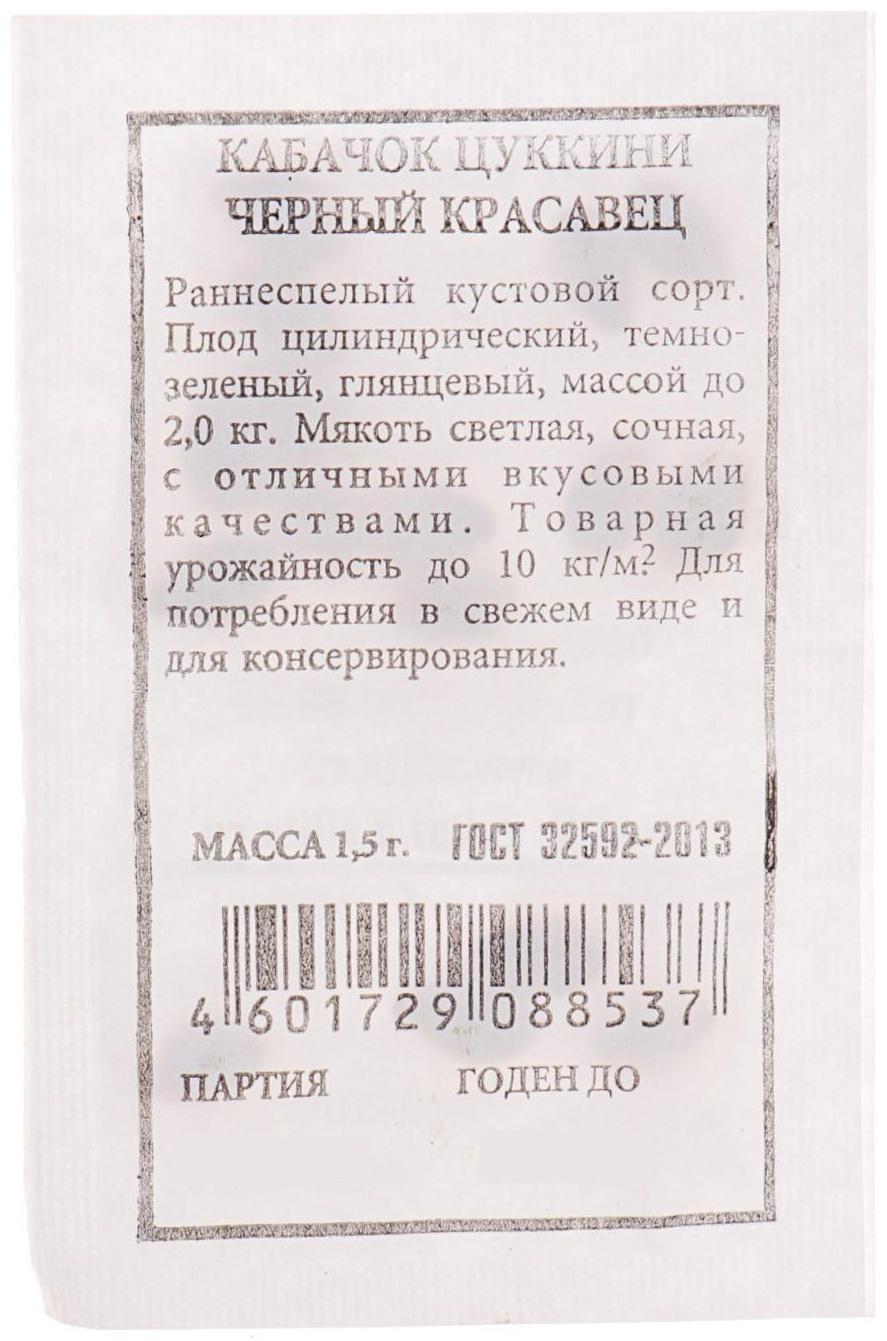 КАБАЧОК ЦУККИНИ
ЧЕРНЫЙ КРАСАВЕЦ
Раннеспелый кустовой сорт.
Плод цилиндрический, темно-
зеленый, глянцевый, массой до
2,0 кг. Мякоть светлая, сочная,
с отличными вкусовыми
качествами. Товарная
урожайность до 10 кг/м². Для
потребления в свежем виде и
для консервирования.
МАССА 1,5 г. ГОСТ 32592-2013
4 601729 088537
ПАРТИЯ ГОДЕН ДО